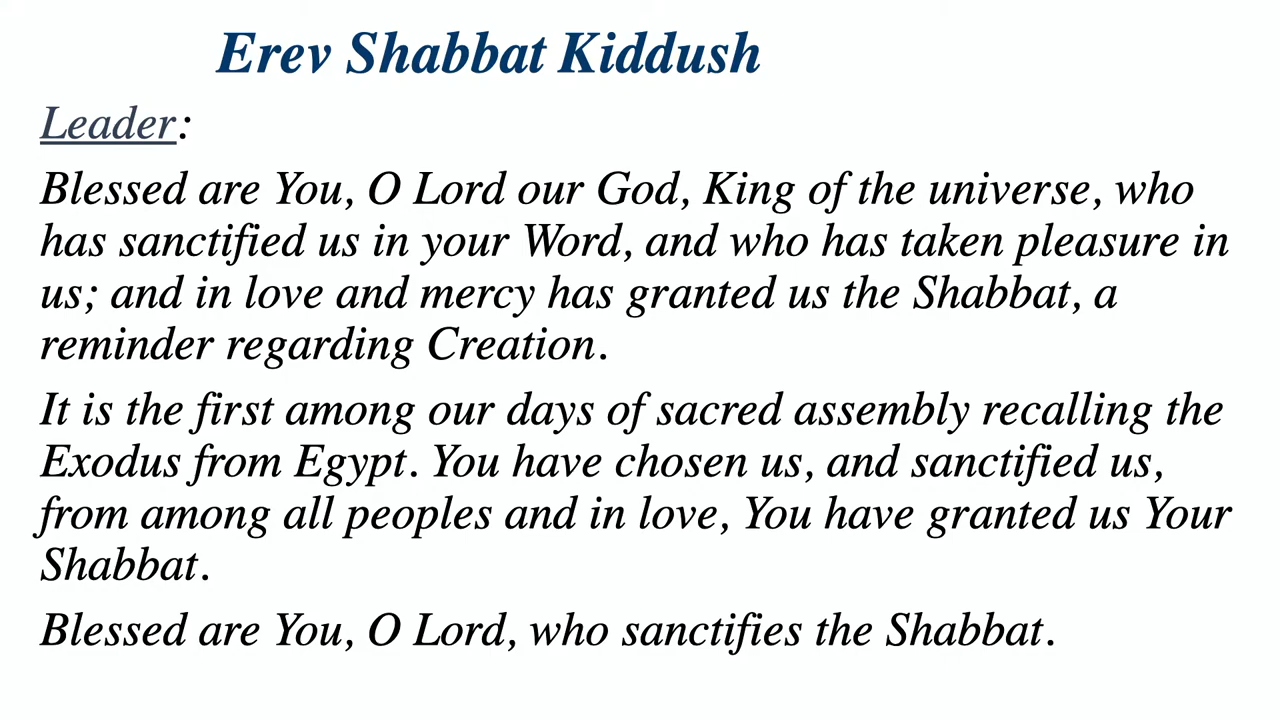 Erev Shabbat Kiddush
Leader:
Blessed are You, O Lord our God, King of the universe, who
has sanctified us in your Word, and who has taken pleasure in
us; and in love and mercy has granted us the Shabbat, a
reminder regarding Creation.
It is the first among our days of sacred assembly recalling the
Exodus from Egypt. You have chosen us, and sanctified us,
from among all peoples and in love, You have granted us Your
Shabbat.
Blessed are You, O Lord, who sanctifies the Shabbat.